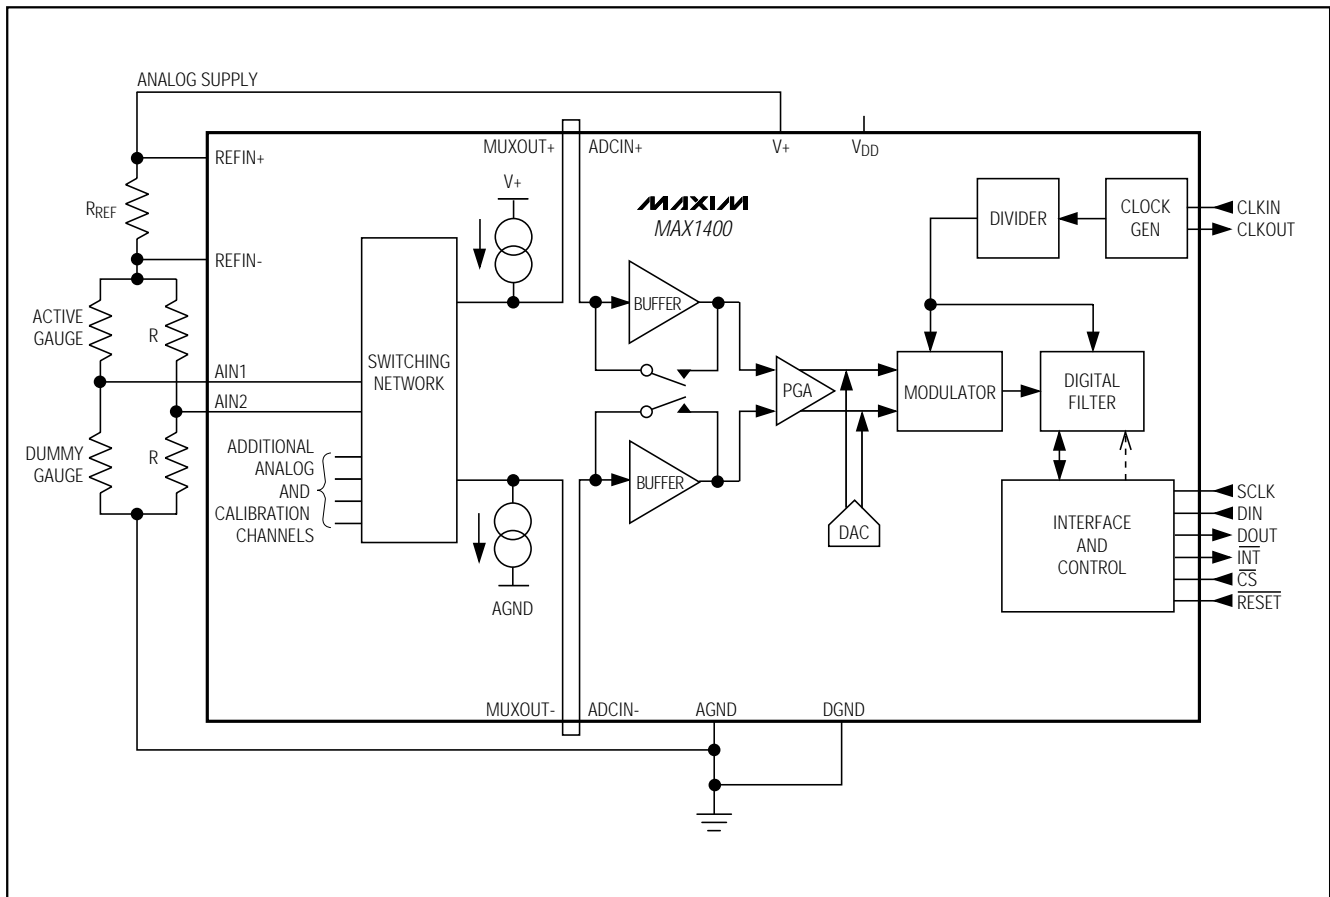 ANALOG SUPPLY
REFIN+
MUXOUT+
ADCIN+
V+
VDD
V+
MAXIM
MAX1400
DIVIDER
CLOCK
GEN
CLKIN
CLKOUT
RREF
REFIN-
BUFFER
ACTIVE
GAUGE
R
SWITCHING
NETWORK
AIN1
AIN2
PGA
MODULATOR
DIGITAL
FILTER
DUMMY
GAUGE
R
ADDITIONAL
ANALOG
AND
CALIBRATION
CHANNELS
BUFFER
DAC
INTERFACE
AND
CONTROL
SCLK
DIN
DOUT
INT
CS
RESET
AGND
MUXOUT-
ADCIN-
AGND
DGND